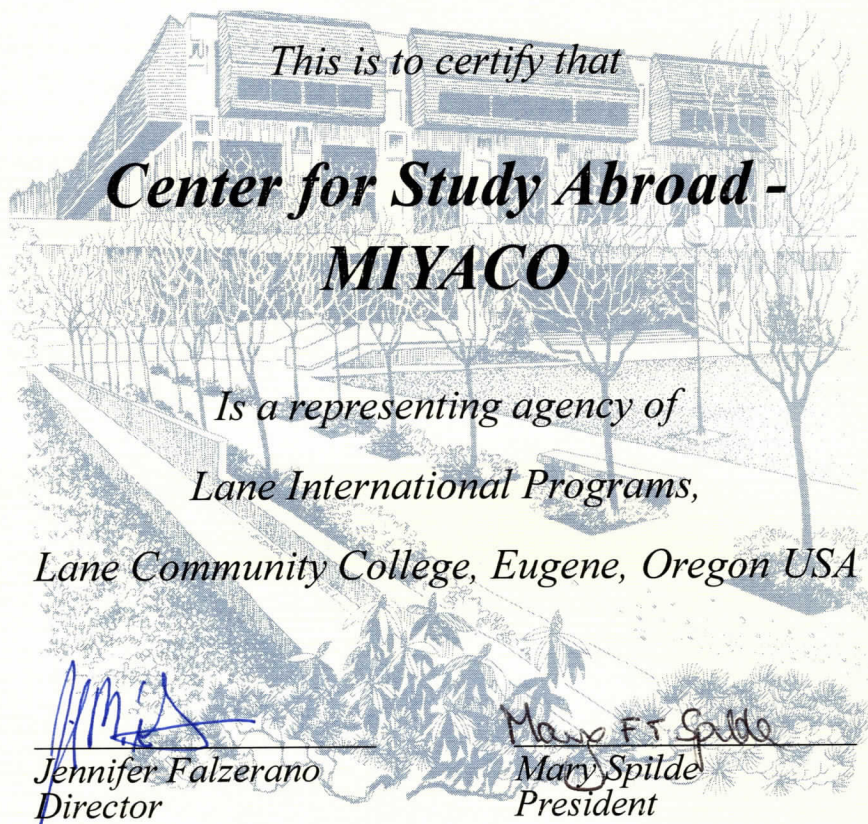 This is to certify that
Center for Study Abroad -
MIYACO
Is a representing agency of
Lane International Programs,
Lane Community College, Eugene, Oregon USA
Mary F T Spilde
Jennifer Falzerano
Director
Mary Spilde
President